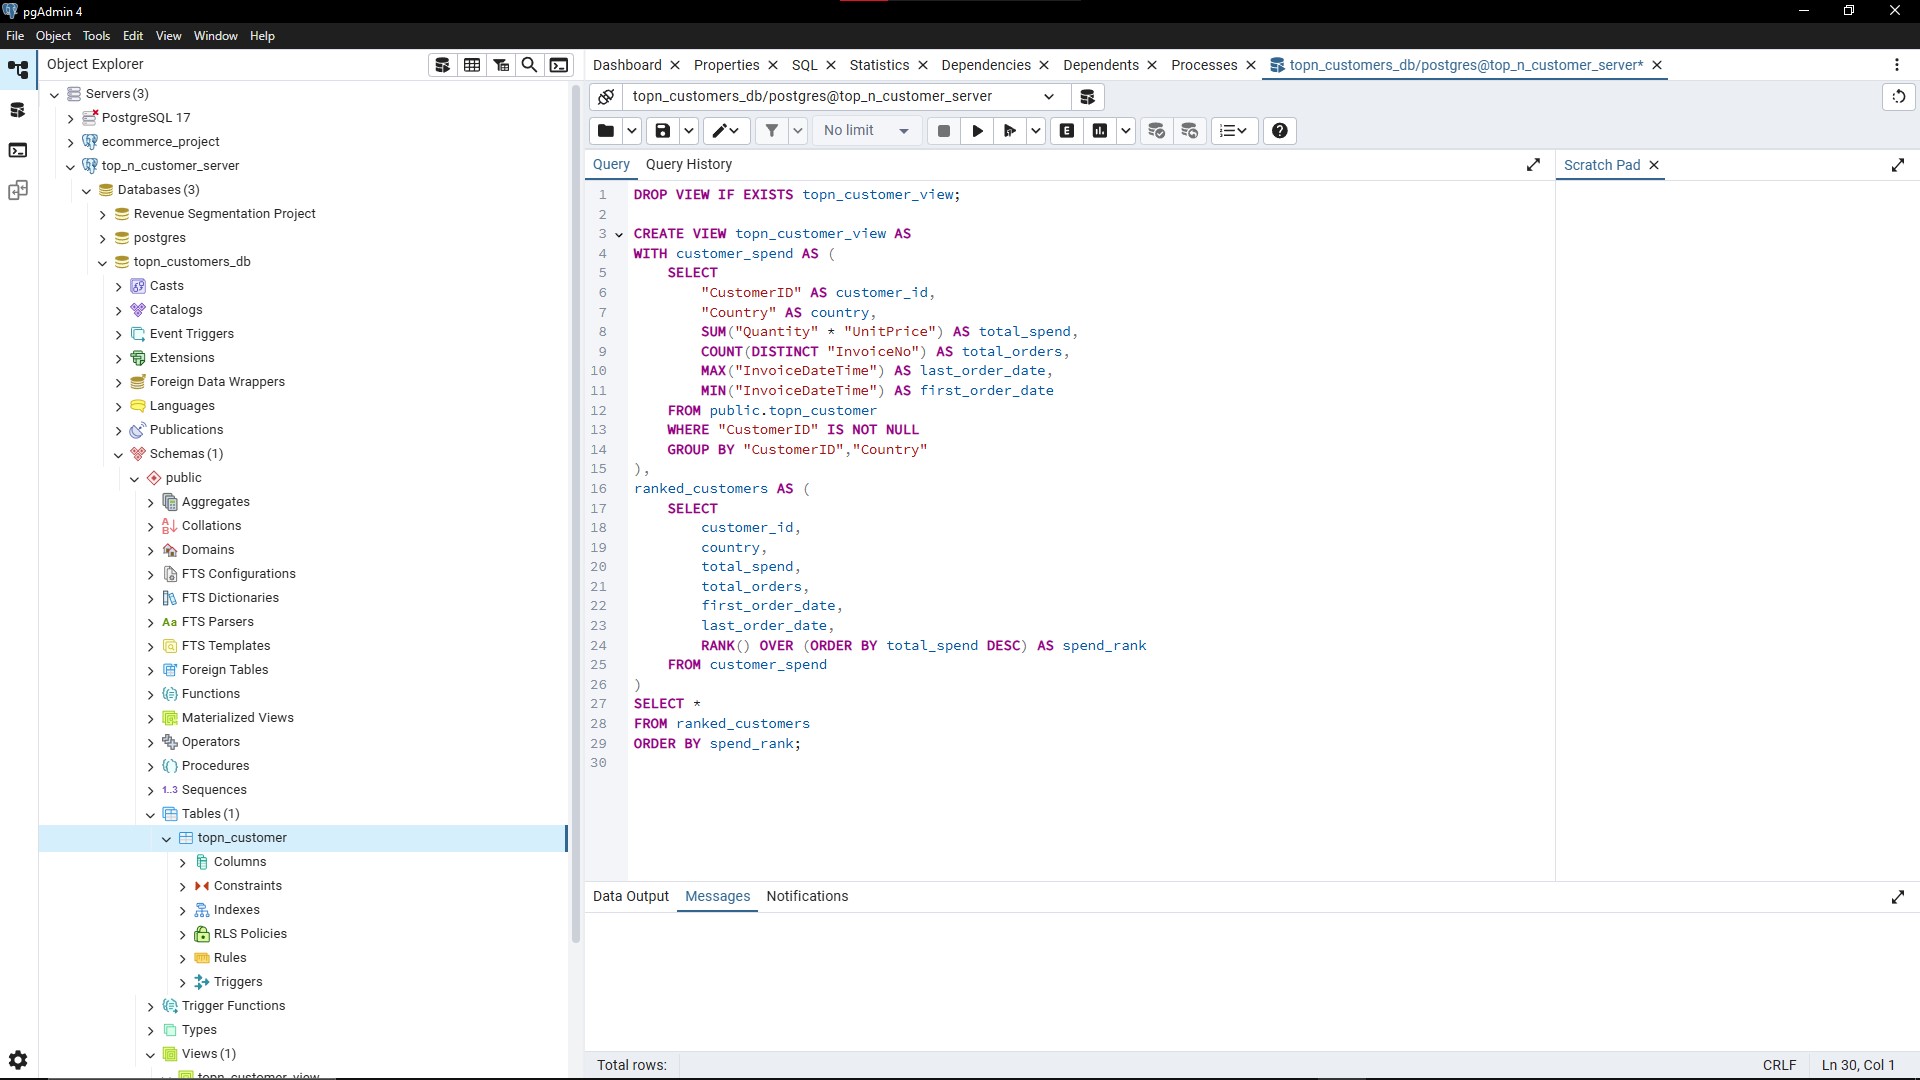 pgAdmin 4
File Object Tools Edit View Window Help
Object Explorer
Servers (3)
PostgreSQL 17
ecommerce_project
top_n_customer_server
Databases (3)
Revenue Segmentation Project
postgres
topn_customers_db
Casts
Catalogs
Event Triggers
Extensions
Foreign Data Wrappers
Languages
Publications
Schemas (1)
public
Aggregates
Collations
Domains
FTS Configurations
FTS Dictionaries
Aa FTS Parsers
FTS Templates
Foreign Tables
Functions
Materialized Views
Operators
Procedures
1..3 Sequences
Tables (1)
topn_customer
Columns
Constraints
Indexes
RLS Policies
Rules
Triggers
Trigger Functions
Types
Views (1)
topn_customer_view
Dashboard Properties SQL Statistics Dependencies Dependents Processes topn_customers_db/postgres@top_n_customer_server*
topn_customers_db/postgres@top_n_customer_server
No limit E
Query Query History
Scratch Pad
1 DROP VIEW IF EXISTS topn_customer_view;
2
3 CREATE VIEW topn_customer_view AS
4 WITH customer_spend AS (
5 SELECT
6 "CustomerID" AS customer_id,
7 "Country" AS country,
8 SUM("Quantity" * "UnitPrice") AS total_spend,
9 COUNT(DISTINCT "InvoiceNo") AS total_orders,
10 MAX("InvoiceDateTime") AS last_order_date,
11 MIN("InvoiceDateTime") AS first_order_date
12 FROM public.topn_customer
13 WHERE "CustomerID" IS NOT NULL
14 GROUP BY "CustomerID","Country"
15 ),
16 ranked_customers AS (
17 SELECT
18 customer_id,
19 country,
20 total_spend,
21 total_orders,
22 first_order_date,
23 last_order_date,
24 RANK() OVER (ORDER BY total_spend DESC) AS spend_rank
25 FROM customer_spend
26 )
27 SELECT *
28 FROM ranked_customers
29 ORDER BY spend_rank;
30
Data Output Messages Notifications
Total rows:
CRLF Ln 30, Col 1